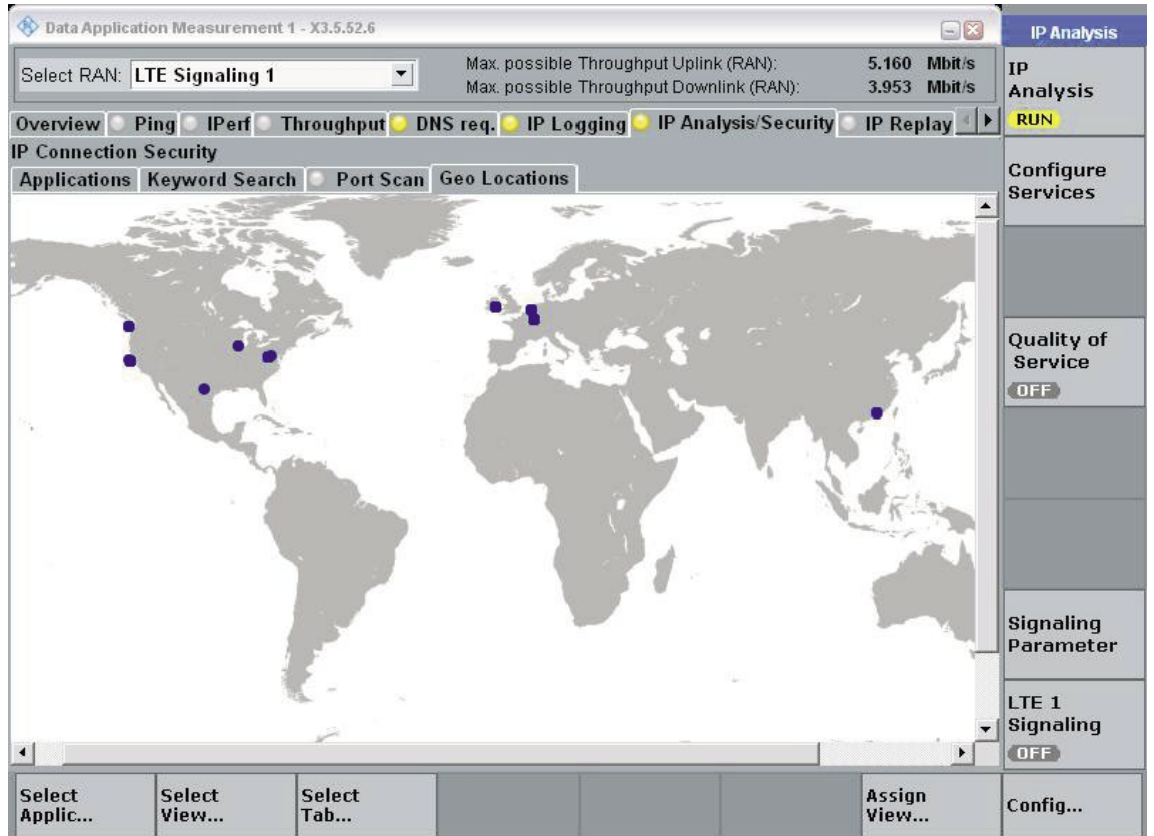 Data Application Measurement 1 - X3.5.52.6
IP Analysis
Select RAN: LTE Signaling 1
Max. possible Throughput Uplink (RAN): 5.160 Mbit/s
Max. possible Throughput Downlink (RAN): 3.953 Mbit/s
IP
Analysis
RUN
Overview Ping IPerf Throughput DNS req. IP Logging IP Analysis/Security IP Replay
IP Connection Security
Applications Keyword Search Port Scan Geo Locations
Configure
Services
Quality of
Service
OFF
Signaling
Parameter
LTE 1
Signaling
OFF
Select
Applic...
Select
View...
Select
Tab...
Assign
View...
Config...